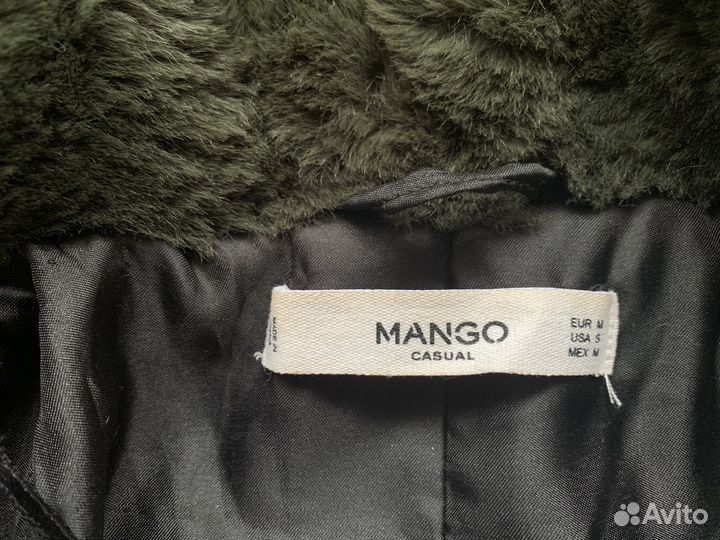 MANGO
CASUAL
EUR M
USA S
MEX M
MADE IN
Avito